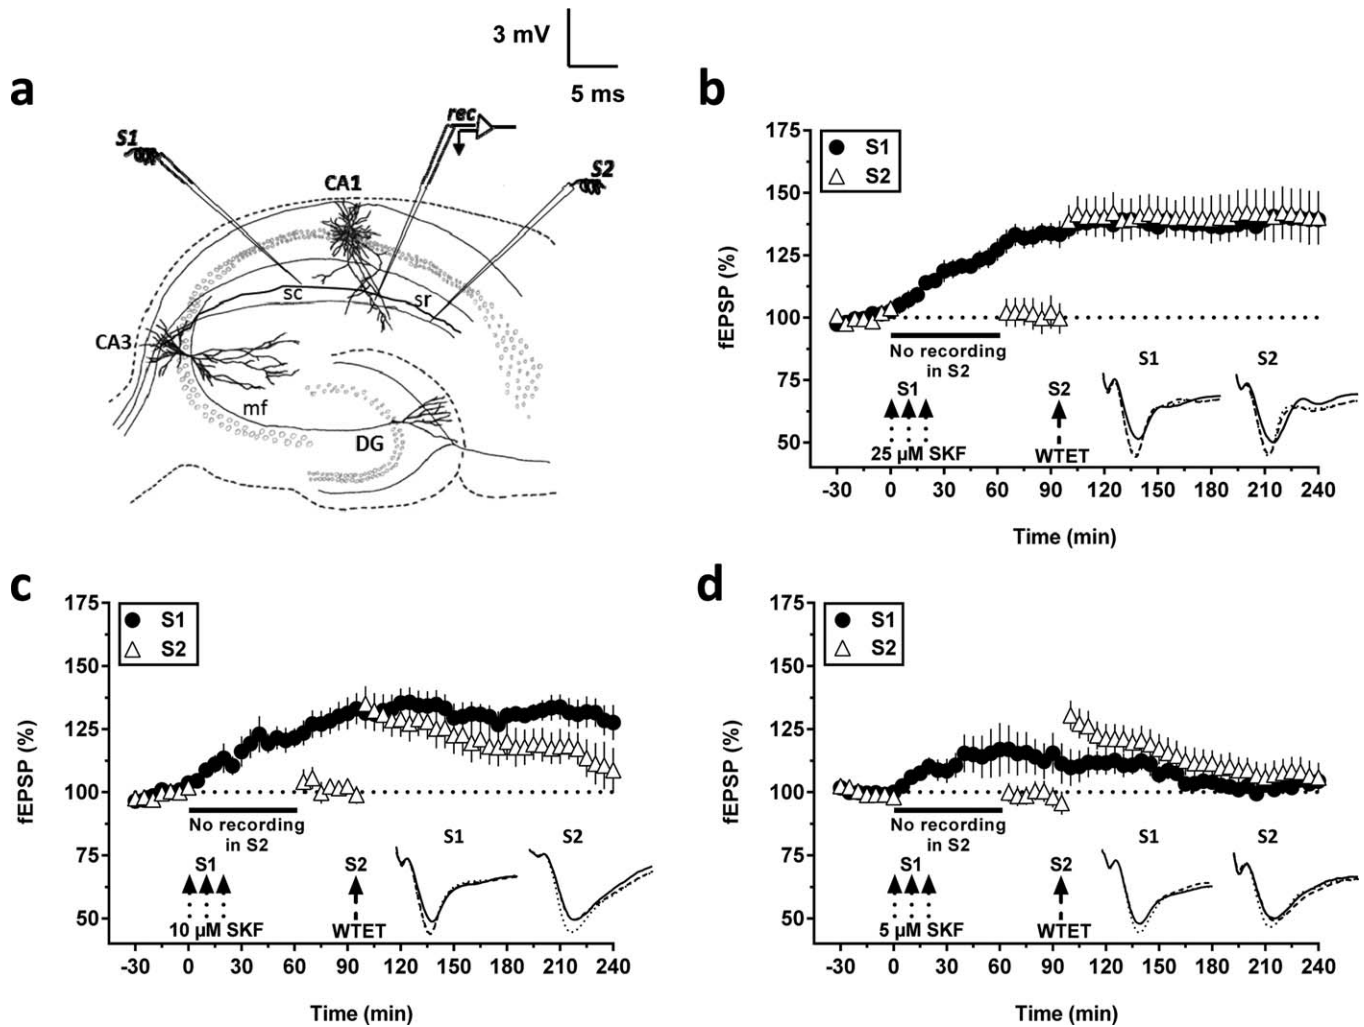 3 mV
5 ms
a
S1
rec
S2
CA1
sc
sr
CA3
mf
DG
b
175
150
125
100
75
50
fEPSP (%)
S1
S2
No recording
in S2
S1
25 µM SKF
S2
WTET
S1
S2
-30 0 30 60 90 120 150 180 210 240
Time (min)
c
175
150
125
100
75
50
fEPSP (%)
S1
S2
No recording
in S2
S1
10 µM SKF
S2
WTET
S1
S2
-30 0 30 60 90 120 150 180 210 240
Time (min)
d
175
150
125
100
75
50
fEPSP (%)
S1
S2
No recording
in S2
S1
5 µM SKF
S2
WTET
S1
S2
-30 0 30 60 90 120 150 180 210 240
Time (min)